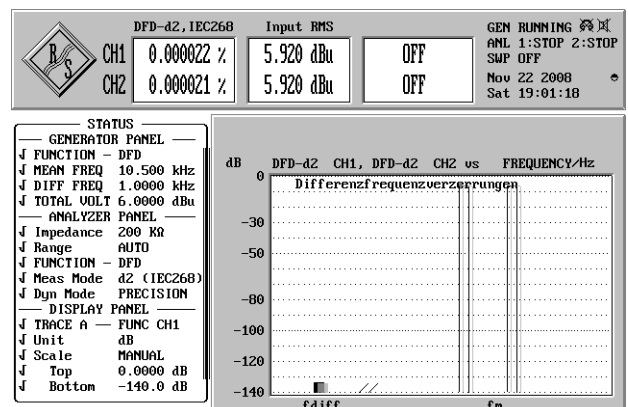 DFD-d2,IEC268 Input RMS
GEN RUNNING
R/S CH1 0.000022 % 5.920 dBu OFF
ANL 1:STOP 2:STOP
SWP OFF
CH2 0.000021 % 5.920 dBu OFF
Nov 22 2008
Sat 19:01:18
STATUS
GENERATOR PANEL
FUNCTION – DFD
MEAN FREQ 10.500 kHz
DIFF FREQ 1.0000 kHz
TOTAL VOLT 6.0000 dBu
ANALYZER PANEL
Impedance 200 KΩ
Range AUTO
FUNCTION – DFD
Meas Mode d2 (IEC268)
Dyn Mode PRECISION
DISPLAY PANEL
TRACE A — FUNC CH1
Unit dB
Scale MANUAL
Top 0.0000 dB
Bottom -140.0 dB
dB DFD-d2 CH1, DFD-d2 CH2 vs FREQUENCY/Hz
Differenzfrequenzverzerrungen
0
-30
-50
-80
-100
-120
-140
fdiff fm